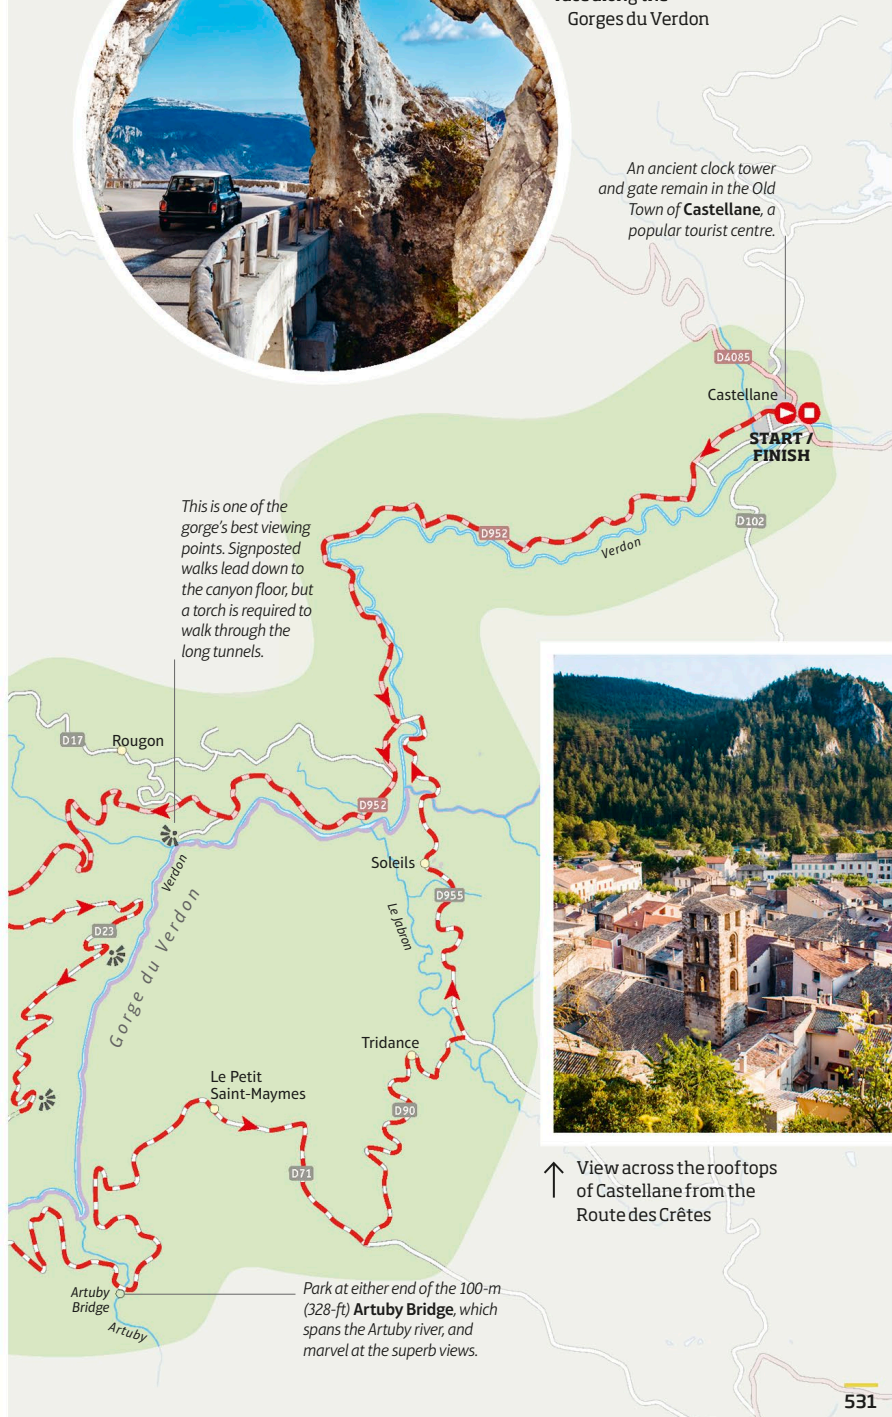 Gorges du Verdon
An ancient clock tower
and gate remain in the Old
Town of Castellane, a
popular tourist centre.
D4085
Castellane
START /
FINISH
D102
D952
Verdon
This is one of the
gorge's best viewing
points. Signposted
walks lead down to
the canyon floor, but
a torch is required to
walk through the
long tunnels.
D17
Rougon
D952
Soleils
Verdon
D955
Le Jabron
D23
Gorge du Verdon
Tridance
Le Petit
Saint-Maymes
D90
D71
View across the rooftops
of Castellane from the
Route des Crêtes
Artuby
Bridge
Artuby
Park at either end of the 100-m
(328-ft) Artuby Bridge, which
spans the Artuby river, and
marvel at the superb views.
531